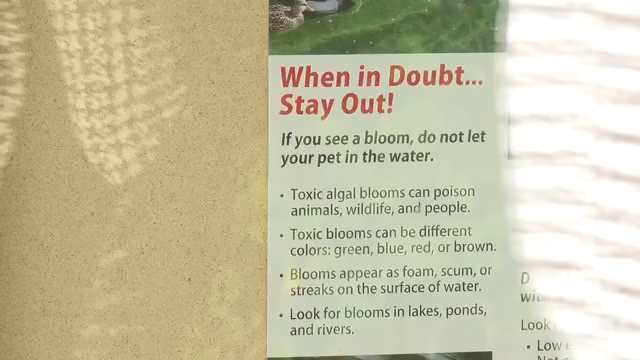 When in Doubt...
Stay Out!
If you see a bloom, do not let
your pet in the water.
• Toxic algal blooms can poison
animals, wildlife, and people.
• Toxic blooms can be different
colors: green, blue, red, or brown.
• Blooms appear as foam, scum, or
streaks on the surface of water.
• Look for blooms in lakes, ponds,
and rivers.
Look
• Low